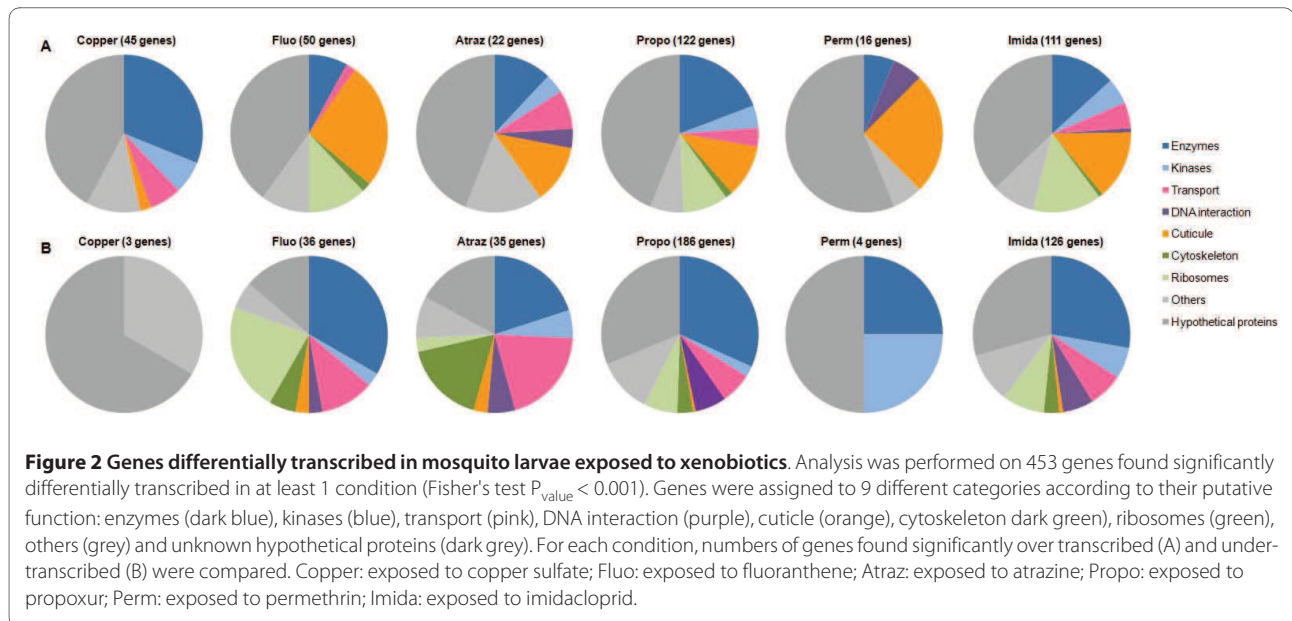 A
Copper (45 genes) Fluo (50 genes) Atraz (22 genes) Propo (122 genes) Perm (16 genes) Imida (111 genes)
Enzymes
Kinases
Transport
DNA interaction
Cuticule
Cytoskeleton
Ribosomes
Others
Hypothetical proteins
B
Copper (3 genes) Fluo (36 genes) Atraz (35 genes) Propo (186 genes) Perm (4 genes) Imida (126 genes)
Figure 2 Genes differentially transcribed in mosquito larvae exposed to xenobiotics. Analysis was performed on 453 genes found significantly
differentially transcribed in at least 1 condition (Fisher's test Pvalue < 0.001). Genes were assigned to 9 different categories according to their putative
function: enzymes (dark blue), kinases (blue), transport (pink), DNA interaction (purple), cuticle (orange), cytoskeleton dark green), ribosomes (green),
others (grey) and unknown hypothetical proteins (dark grey). For each condition, numbers of genes found significantly over transcribed (A) and under-
transcribed (B) were compared. Copper: exposed to copper sulfate; Fluo: exposed to fluoranthene; Atraz: exposed to atrazine; Propo: exposed to
propoxur; Perm: exposed to permethrin; Imida: exposed to imidacloprid.